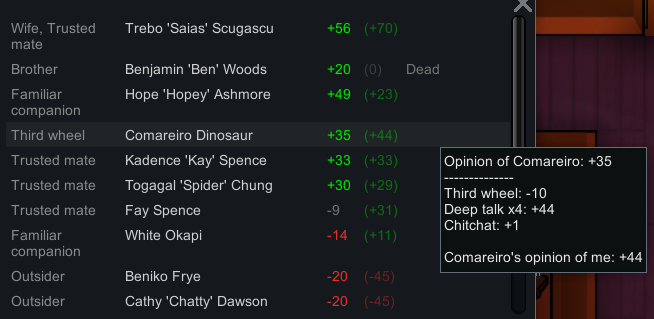 Wife, Trusted mate Trebo 'Saias' Scugascu +56 (+70)
Brother Benjamin 'Ben' Woods +20 (0) Dead
Familiar companion Hope 'Hopey' Ashmore +49 (+23)
Third wheel Comareiro Dinosaur +35 (+44)
Trusted mate Kadence 'Kay' Spence +33 (+33)
Trusted mate Togagal 'Spider' Chung +30 (+29)
Trusted mate Fay Spence -9 (+31)
Familiar companion White Okapi -14 (+11)
Outsider Beniko Frye -20 (-45)
Outsider Cathy 'Chatty' Dawson -20 (-45)
Opinion of Comareiro: +35
--------------
Third wheel: -10
Deep talk x4: +44
Chitchat: +1
Comareiro's opinion of me: +44